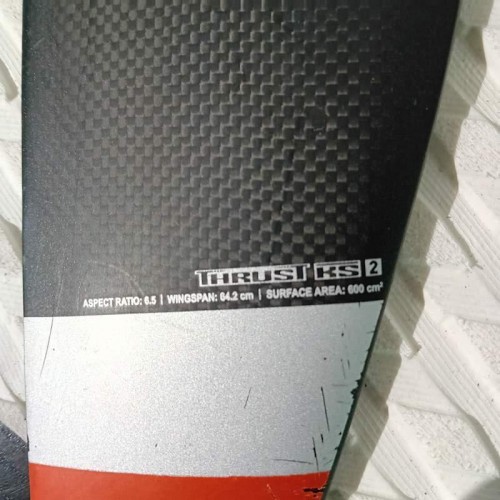 THRUST KS 2
ASPECT RATIO: 6.5 | WINGSPAN: 64.2 cm | SURFACE AREA: 600 cm²